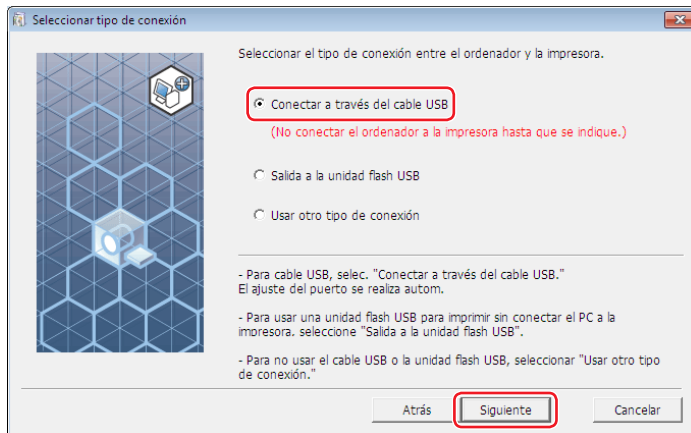 Seleccionar tipo de conexión
Seleccionar el tipo de conexión entre el ordenador y la impresora.
Conectar a través del cable USB
(No conectar el ordenador a la impresora hasta que se indique.)
Salida a la unidad flash USB
Usar otro tipo de conexión
- Para cable USB, selec. "Conectar a través del cable USB."
El ajuste del puerto se realiza autom.
- Para usar una unidad flash USB para imprimir sin conectar el PC a la
impresora, seleccione "Salida a la unidad flash USB".
- Para no usar el cable USB o la unidad flash USB, seleccionar "Usar otro tipo
de conexión."
Atrás
Siguiente
Cancelar